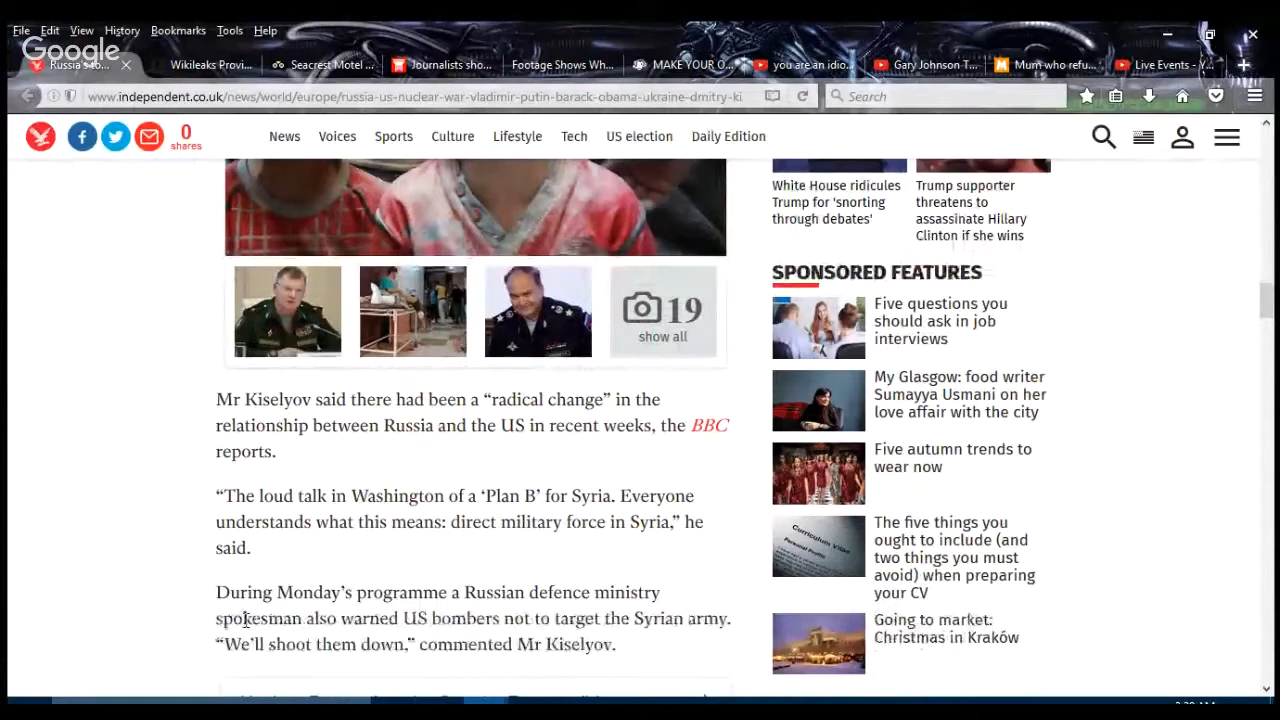 File Edit View History Bookmarks Tools Help
Google
Russia's to...
Wikileaks Provi...
Seacrest Motel ...
Journalists sho...
Footage Shows Wh...
MAKE YOUR O...
you are an idio...
Gary Johnson T...
Mum who refu...
Live Events - Y...
www.independent.co.uk/news/world/europe/russia-us-nuclear-war-vladimir-putin-barack-obama-ukraine-dmitry-ki
Search
0
shares
News Voices Sports Culture Lifestyle Tech US election Daily Edition
White House ridicules
Trump for 'snorting
through debates'
Trump supporter
threatens to
assassinate Hillary
Clinton if she wins
19
show all
Mr Kiselyov said there had been a “radical change” in the
relationship between Russia and the US in recent weeks, the BBC
reports.
“The loud talk in Washington of a ‘Plan B’ for Syria. Everyone
understands what this means: direct military force in Syria,” he
said.
During Monday’s programme a Russian defence ministry
spokesman also warned US bombers not to target the Syrian army.
“We’ll shoot them down,” commented Mr Kiselyov.
SPONSORED FEATURES
Five questions you
should ask in job
interviews
My Glasgow: food writer
Sumayya Usmani on her
love affair with the city
Five autumn trends to
wear now
Curriculum Vitae
Personal Profile
The five things you
ought to include (and
two things you must
avoid) when preparing
your CV
Going to market:
Christmas in Kraków